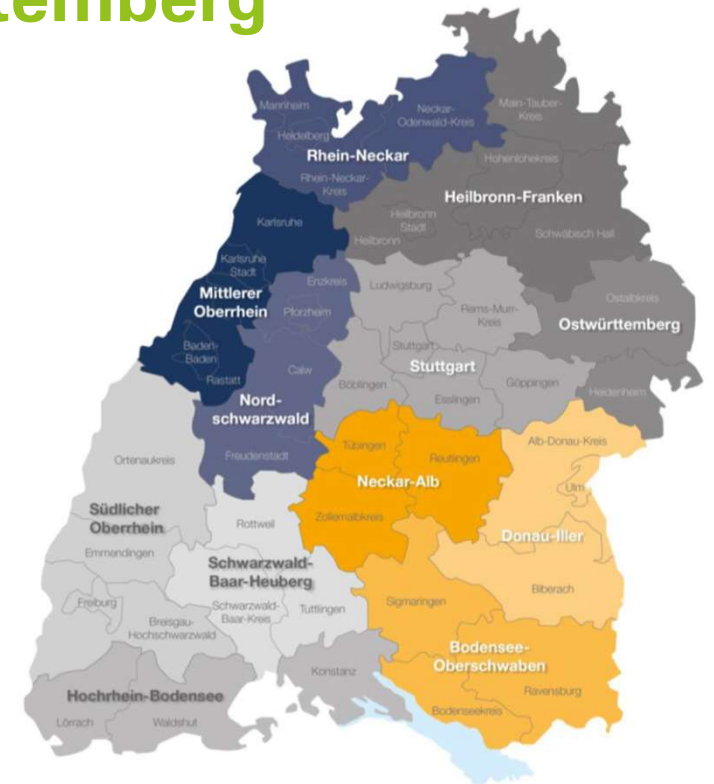 temberg
Mannheim
Heidelberg
Neckar-
Odenwald-Kreis
Main-Tauber-
Kreis
Rhein-Neckar
Rhein-Neckar-
Kreis
Hohenlohekreis
Heilbronn-Franken
Heilbronn
Stadt
Heilbronn
Schwäbisch Hall
Karlsruhe
Karlsruhe
Stadt
Mittlerer
Oberrhein
Enzkreis
Pforzheim
Ludwigsburg
Rems-Murr-
Kreis
Ostalbkreis
Ostwürttemberg
Baden-
Baden
Rastatt
Calw
Stuttgart
Stuttgart
Böblingen
Esslingen
Göppingen
Heidenheim
Nord-
schwarzwald
Freudenstadt
Tübingen
Reutlingen
Alb-Donau-Kreis
Ortenaukreis
Neckar-Alb
Ulm
Zollernalbkreis
Südlicher
Oberrhein
Rottweil
Donau-Iller
Emmendingen
Schwarzwald-
Baar-Heuberg
Biberach
Freiburg
Breisgau-
Hochschwarzwald
Schwarzwald-
Baar-Kreis
Tuttlingen
Sigmaringen
Bodensee-
Oberschwaben
Konstanz
Ravensburg
Hochrhein-Bodensee
Lörrach
Waldshut
Bodenseekreis